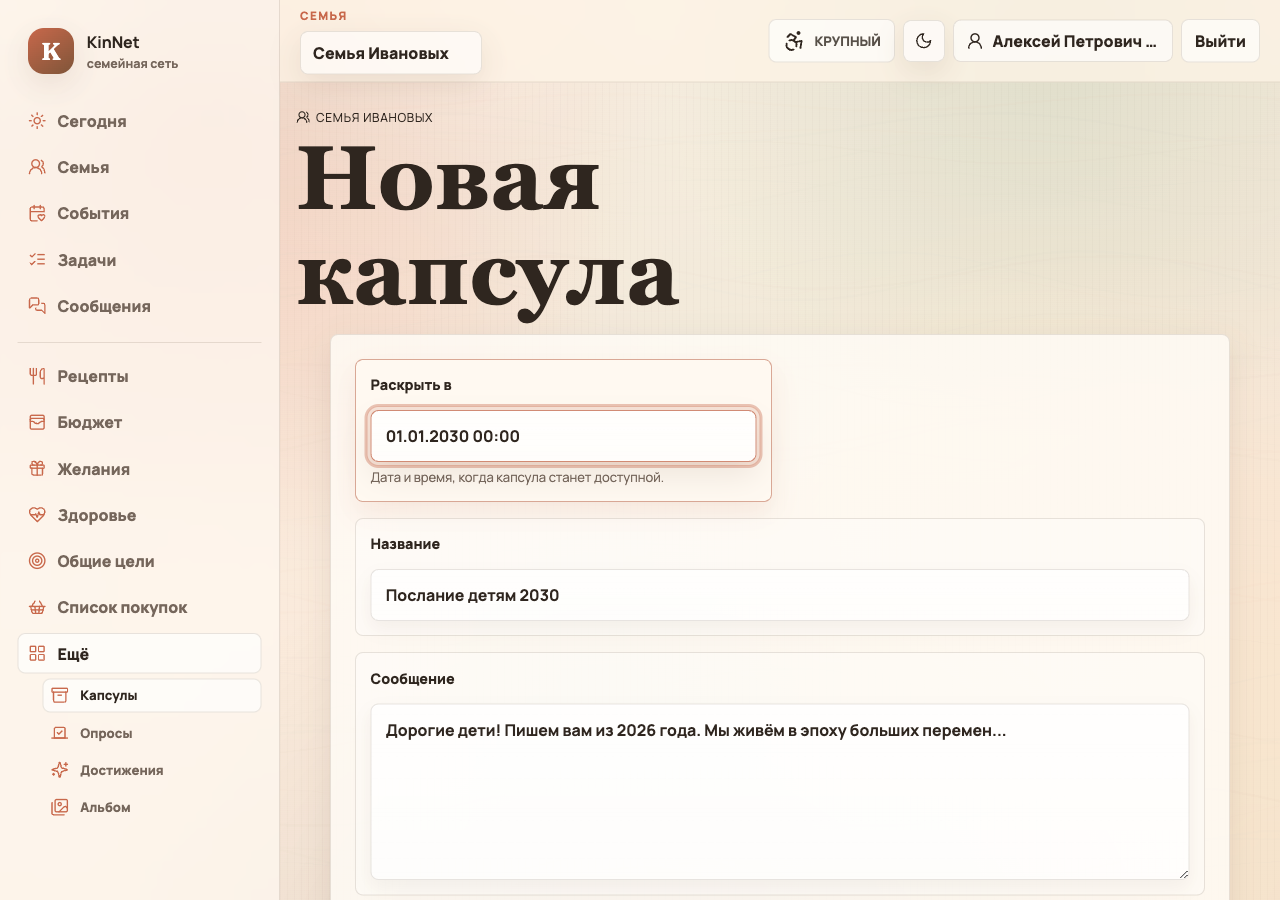 K
KinNet
семейная сеть
Сегодня
Семья
События
Задачи
Сообщения
Рецепты
Бюджет
Желания
Здоровье
Общие цели
Список покупок
Ещё
Капсулы
Опросы
Достижения
Альбом
СЕМЬЯ
Семья Ивановых
КРУПНЫЙ
Алексей Петрович ...
Выйти
СЕМЬЯ ИВАНОВЫХ
Новая
капсула
Раскрыть в
01.01.2030 00:00
Дата и время, когда капсула станет доступной.
Название
Послание детям 2030
Сообщение
Дорогие дети! Пишем вам из 2026 года. Мы живём в эпоху больших перемен...